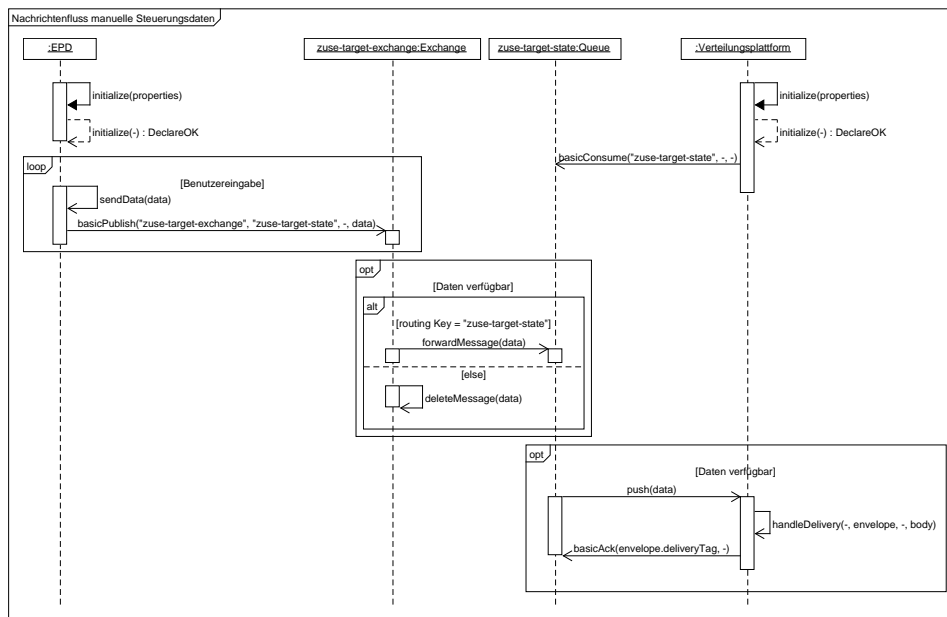 Nachrichtenfluss manuelle Steuerungsdaten
:EPD
zuse-target-exchange:Exchange
zuse-target-state:Queue
:Verteilungsplattform
initialize(properties)
initialize(properties)
initialize(-) : DeclareOK
initialize(-) : DeclareOK
basicConsume("zuse-target-state", -, -)
loop
[Benutzereingabe]
sendData(data)
basicPublish("zuse-target-exchange", "zuse-target-state", -, data)
opt
[Daten verfügbar]
alt
[routing Key = "zuse-target-state"]
forwardMessage(data)
[else]
deleteMessage(data)
opt
[Daten verfügbar]
push(data)
handleDelivery(-, envelope, -, body)
basicAck(envelope.deliveryTag, -)